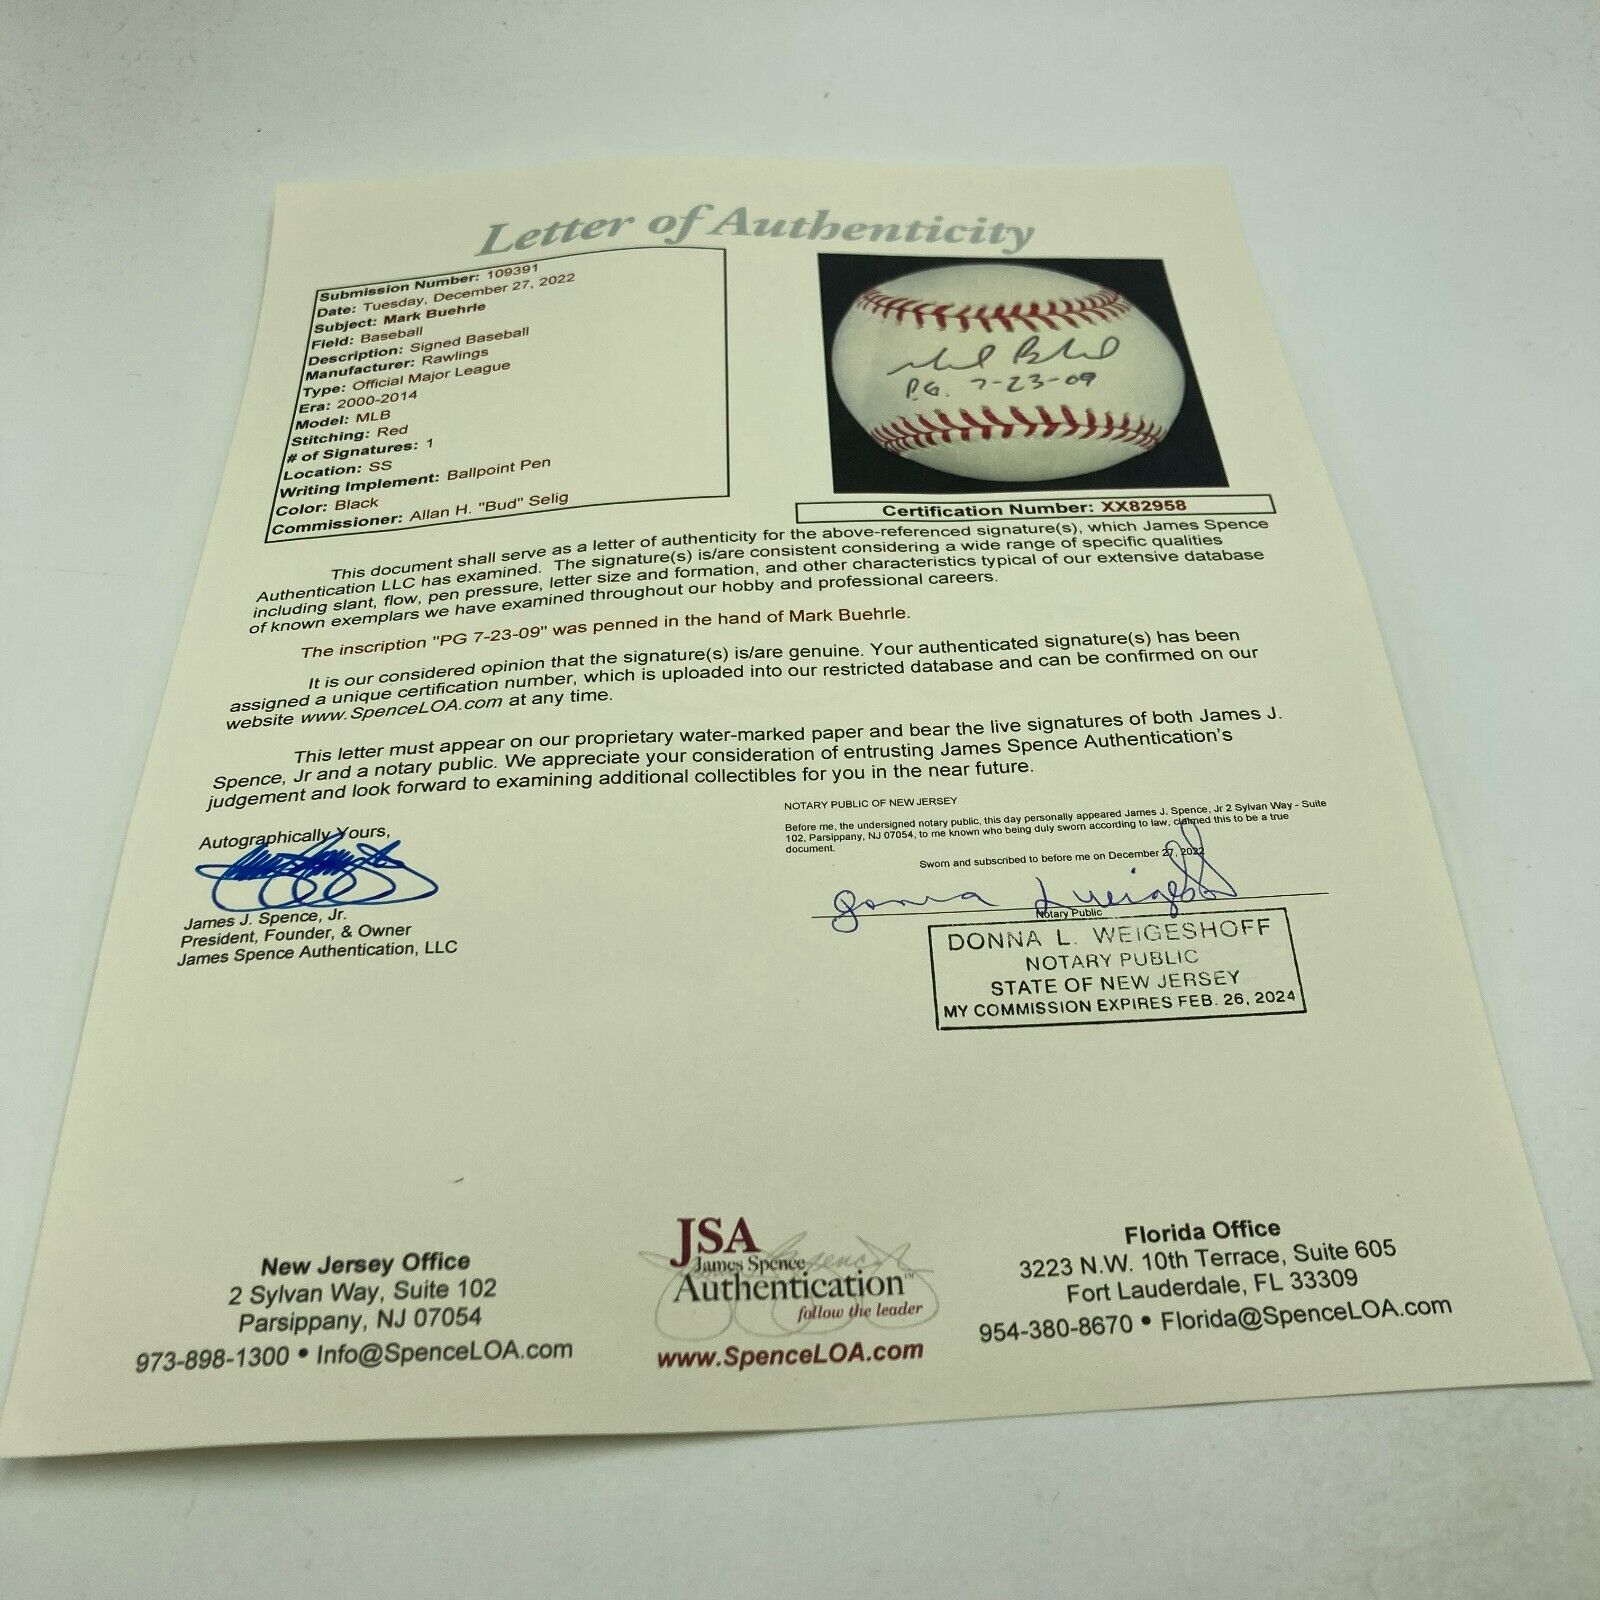 Letter of Authenticity
Submission Number: 109391
Date: Tuesday, December 27, 2022
Subject: Mark Buehrle
Field: Baseball
Description: Signed Baseball
Manufacturer: Rawlings
Type: Official Major League
Era: 2000-2014
Model: MLB
Stitching: Red
# of Signatures: 1
Location: SS
Writing Implement: Ballpoint Pen
Color: Black
Commissioner: Allan H. "Bud" Selig
P.G. 7-23-09
Certification Number: XX82958
This document shall serve as a letter of authenticity for the above-referenced signature(s), which James Spence
Authentication LLC has examined. The signature(s) is/are consistent considering a wide range of specific qualities
including slant, flow, pen pressure, letter size and formation, and other characteristics typical of our extensive database
of known exemplars we have examined throughout our hobby and professional careers.
The inscription "PG 7-23-09" was penned in the hand of Mark Buehrle.
It is our considered opinion that the signature(s) is/are genuine. Your authenticated signature(s) has been
assigned a unique certification number, which is uploaded into our restricted database and can be confirmed on our
website www.SpenceLOA.com at any time.
This letter must appear on our proprietary water-marked paper and bear the live signatures of both James J.
Spence, Jr and a notary public. We appreciate your consideration of entrusting James Spence Authentication's
judgement and look forward to examining additional collectibles for you in the near future.
Autographically Yours,
James J. Spence, Jr.
President, Founder, & Owner
James Spence Authentication, LLC
NOTARY PUBLIC OF NEW JERSEY
Before me, the undersigned notary public, this day personally appeared James J. Spence, Jr 2 Sylvan Way - Suite
102, Parsippany, NJ 07054, to me known who being duly sworn according to law, claimed this to be a true
document.
Sworn and subscribed to before me on December 27, 2022
Donna L Weigeshoff
Notary Public
DONNA L. WEIGESHOFF
NOTARY PUBLIC
STATE OF NEW JERSEY
MY COMMISSION EXPIRES FEB. 26, 2024
New Jersey Office
2 Sylvan Way, Suite 102
Parsippany, NJ 07054
973-898-1300 • Info@SpenceLOA.com
JSA
James Spence
Authentication™
follow the leader
www.SpenceLOA.com
Florida Office
3223 N.W. 10th Terrace, Suite 605
Fort Lauderdale, FL 33309
954-380-8670 • Florida@SpenceLOA.com